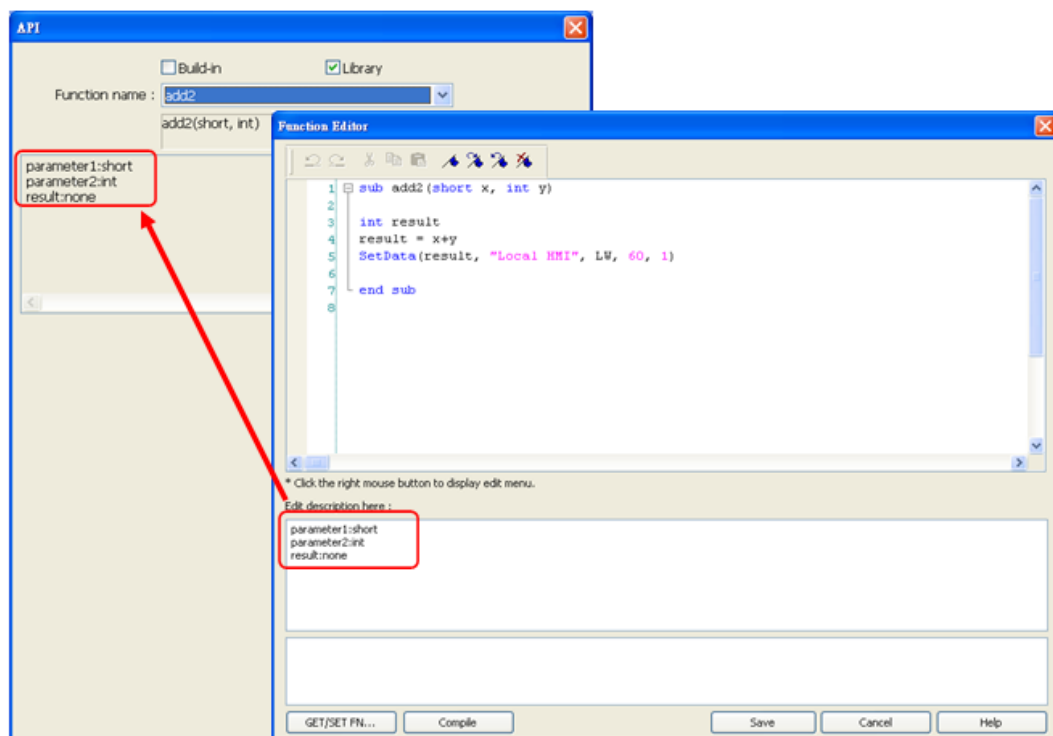 API
Build-in
Library
Function name :
add2
add2(short, int)
parameter1:short
parameter2:int
result:none
Function Editor
1 sub add2(short x, int y)
2
3 int result
4 result = x+y
5 SetData(result, "Local HMI", LW, 60, 1)
6
7 end sub
8
* Click the right mouse button to display edit menu.
Edit description here :
parameter1:short
parameter2:int
result:none
GET/SET FN...
Compile
Save
Cancel
Help